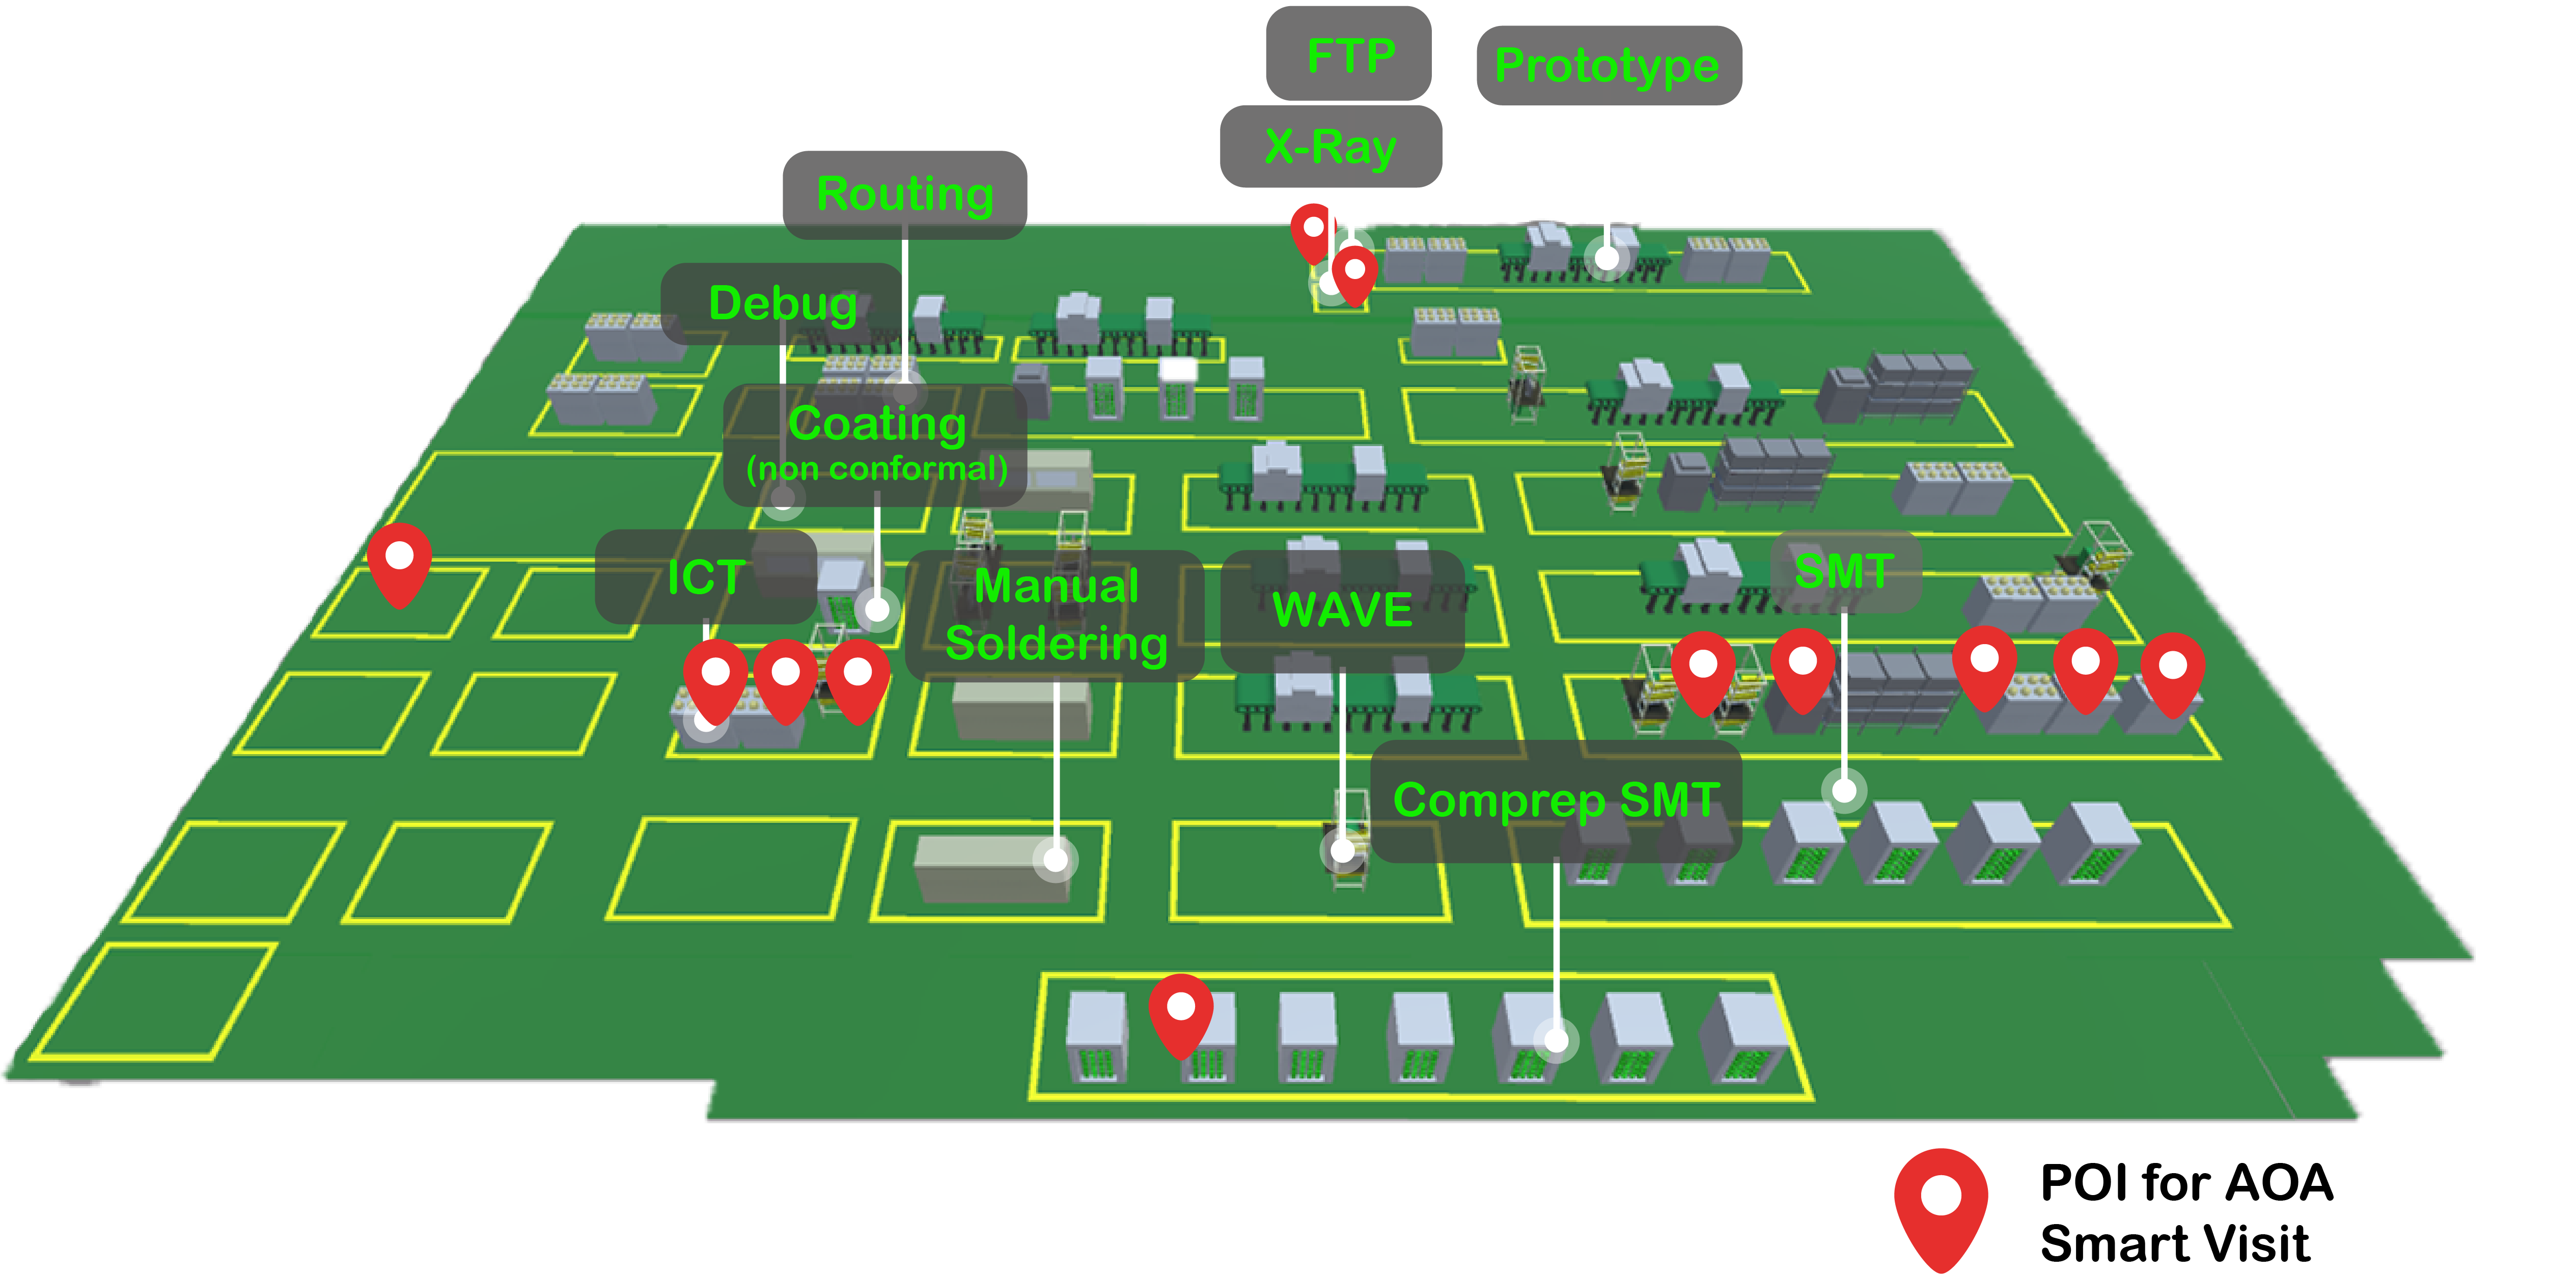 FTP
Prototype
X-Ray
Routing
Debug
Coating
(non conformal)
ICT
Manual
Soldering
WAVE
SMT
Comprep SMT
POI for AOA
Smart Visit